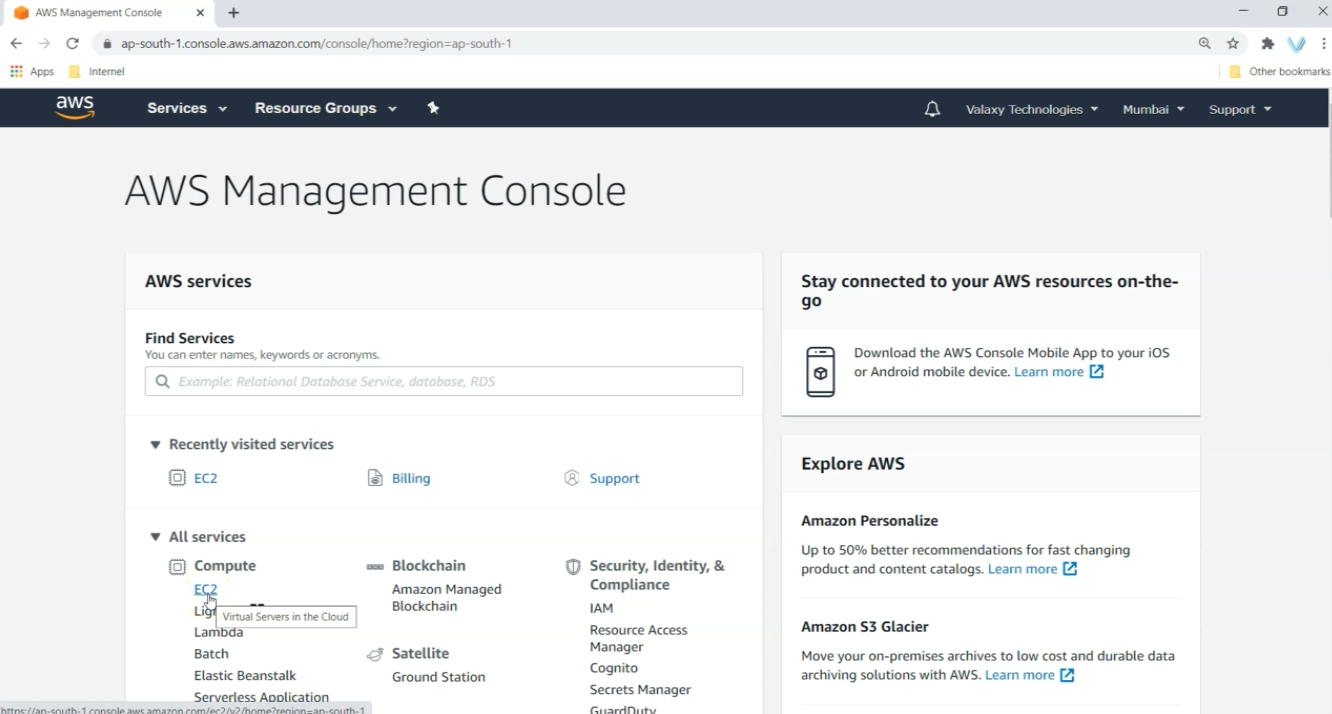 AWS Management Console
ap-south-1.console.aws.amazon.com/console/home?region=ap-south-1
Apps Internet Other bookmarks
aws Services Resource Groups Valaxy Technologies Mumbai Support
AWS Management Console
AWS services
Find Services
You can enter names, keywords or acronyms.
Example: Relational Database Service, database, RDS
Recently visited services
EC2 Billing Support
All services
Compute
EC2
Virtual Servers in the Cloud
Lambda
Batch
Elastic Beanstalk
Serverless Application
Blockchain
Amazon Managed
Blockchain
Satellite
Ground Station
Security, Identity, &
Compliance
IAM
Resource Access
Manager
Cognito
Secrets Manager
GuardDuty
Stay connected to your AWS resources on-the-
go
Download the AWS Console Mobile App to your iOS
or Android mobile device. Learn more
Explore AWS
Amazon Personalize
Up to 50% better recommendations for fast changing
product and content catalogs. Learn more
Amazon S3 Glacier
Move your on-premises archives to low cost and durable data
archiving solutions with AWS. Learn more
https://ap-south-1.console.aws.amazon.com/ec2/v2/home?region=ap-south-1